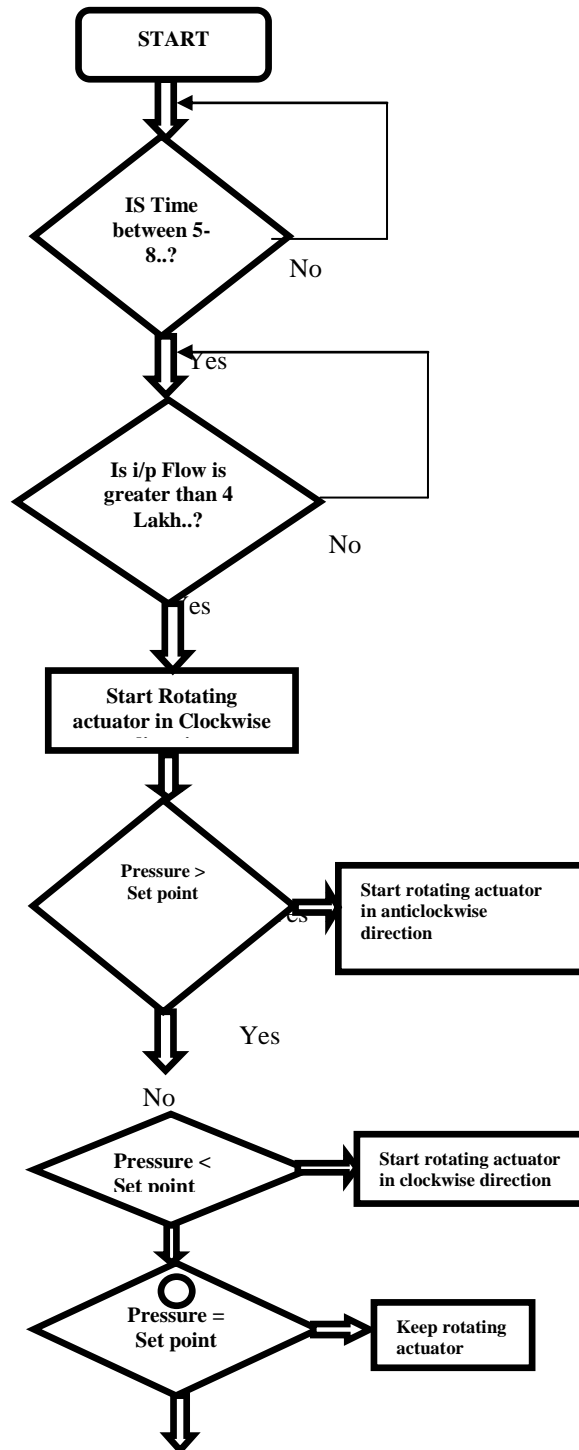 START
IS Time
between 5-
8..?
No
Yes
Is i/p Flow is
greater than 4
Lakh..?
No
Yes
Start Rotating
actuator in Clockwise
Pressure >
Set point
Yes
Start rotating actuator
in anticlockwise
direction
Yes
No
Pressure <
Set point
Start rotating actuator
in clockwise direction
Pressure =
Set point
Keep rotating
actuator